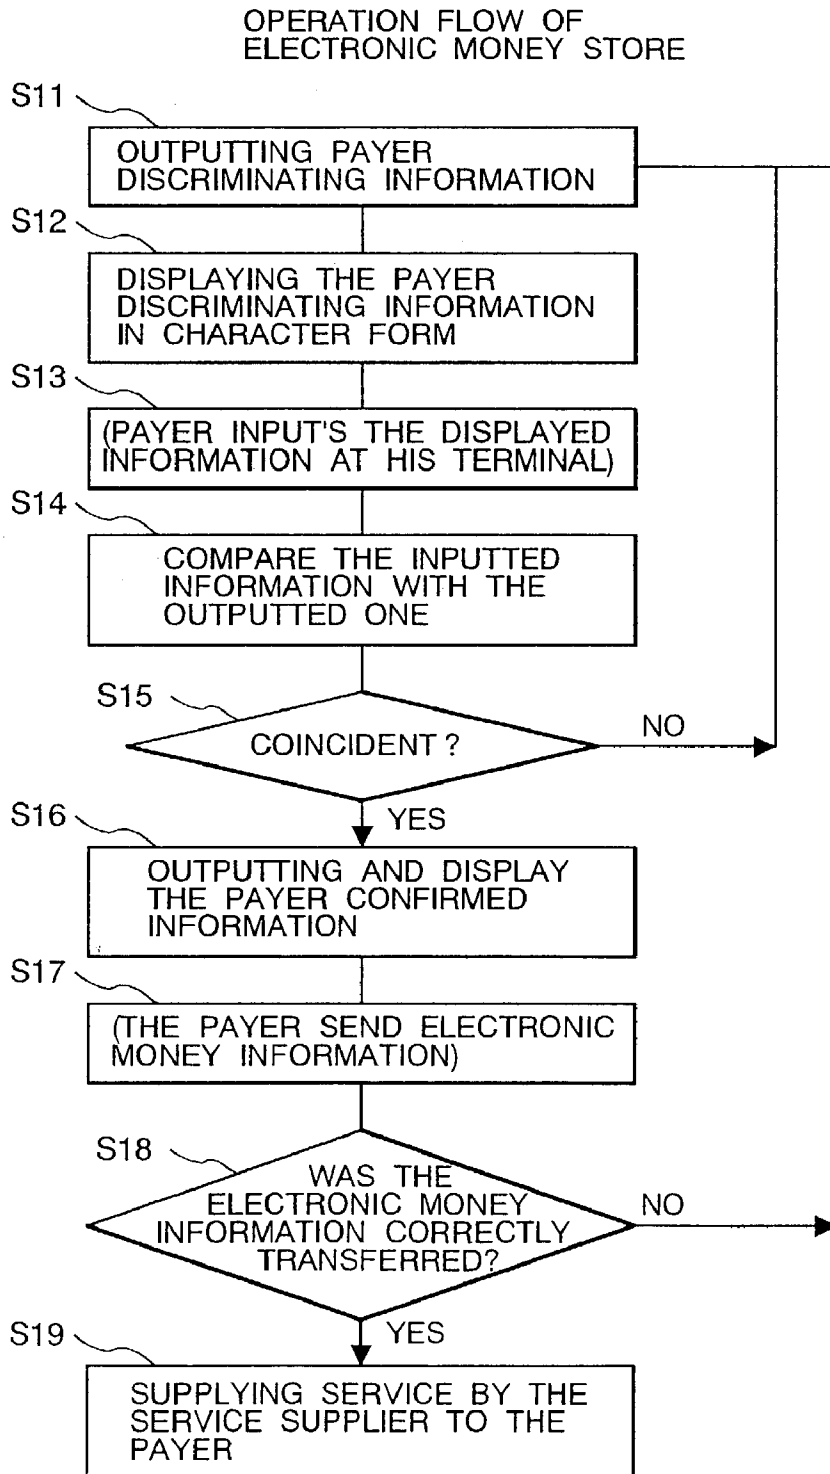 OPERATION FLOW OF
ELECTRONIC MONEY STORE
S11
OUTPUTTING PAYER
DISCRIMINATING INFORMATION
S12
DISPLAYING THE PAYER
DISCRIMINATING INFORMATION
IN CHARACTER FORM
S13
(PAYER INPUT'S THE DISPLAYED
INFORMATION AT HIS TERMINAL)
S14
COMPARE THE INPUTTED
INFORMATION WITH THE
OUTPUTTED ONE
S15
COINCIDENT ?
NO
YES
S16
OUTPUTTING AND DISPLAY
THE PAYER CONFIRMED
INFORMATION
S17
(THE PAYER SEND ELECTRONIC
MONEY INFORMATION)
S18
WAS THE
ELECTRONIC MONEY
INFORMATION CORRECTLY
TRANSFERRED?
NO
YES
S19
SUPPLYING SERVICE BY THE
SERVICE SUPPLIER TO THE
PAYER